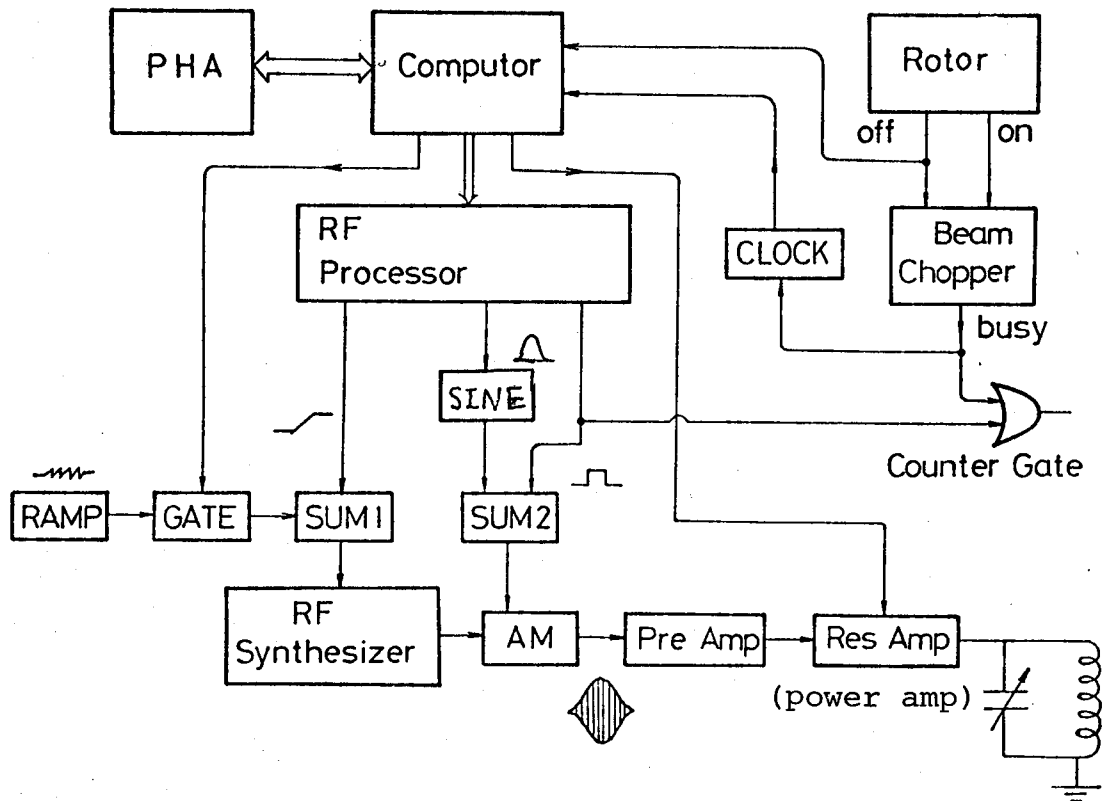 PHA
Computor
Rotor
off
on
RF
Processor
CLOCK
Beam
Chopper
busy
SINE
Counter Gate
RAMP
GATE
SUM1
SUM2
RF
Synthesizer
AM
Pre Amp
Res Amp
(power amp)